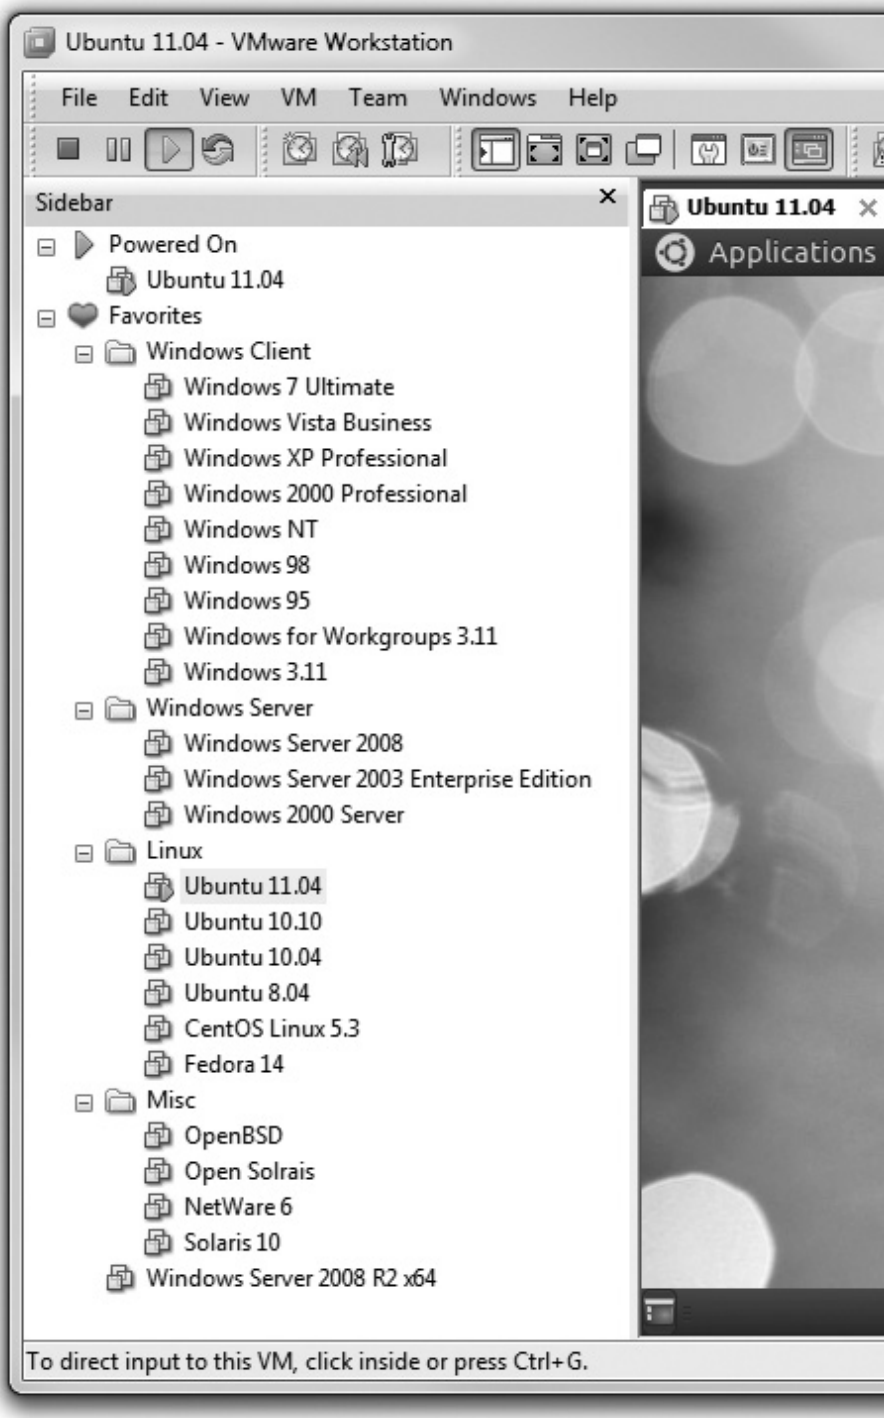 Ubuntu 11.04 - VMware Workstation
File Edit View VM Team Windows Help
Sidebar
Ubuntu 11.04
Applications
Powered On
Ubuntu 11.04
Favorites
Windows Client
Windows 7 Ultimate
Windows Vista Business
Windows XP Professional
Windows 2000 Professional
Windows NT
Windows 98
Windows 95
Windows for Workgroups 3.11
Windows 3.11
Windows Server
Windows Server 2008
Windows Server 2003 Enterprise Edition
Windows 2000 Server
Linux
Ubuntu 11.04
Ubuntu 10.10
Ubuntu 10.04
Ubuntu 8.04
CentOS Linux 5.3
Fedora 14
Misc
OpenBSD
Open Solrais
NetWare 6
Solaris 10
Windows Server 2008 R2 x64
To direct input to this VM, click inside or press Ctrl+G.